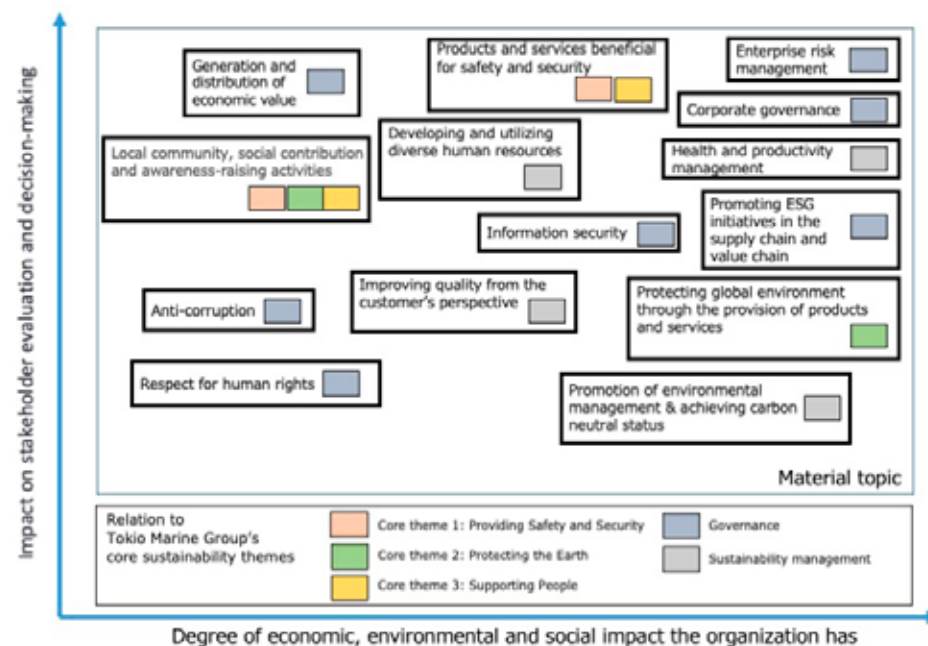 Impact on stakeholder evaluation and decision-making
Generation and
distribution of
economic value
Products and services beneficial
for safety and security
Enterprise risk
management
Corporate governance
Local community, social contribution
and awareness-raising activities
Developing and utilizing
diverse human resources
Health and productivity
management
Information security
Promoting ESG
initiatives in the
supply chain and
value chain
Anti-corruption
Improving quality from the
customer's perspective
Protecting global environment
through the provision of products
and services
Respect for human rights
Promotion of environmental
management & achieving carbon
neutral status
Material topic
Relation to
Tokio Marine Group's
core sustainability themes
Core theme 1: Providing Safety and Security
Core theme 2: Protecting the Earth
Core theme 3: Supporting People
Governance
Sustainability management
Degree of economic, environmental and social impact the organization has